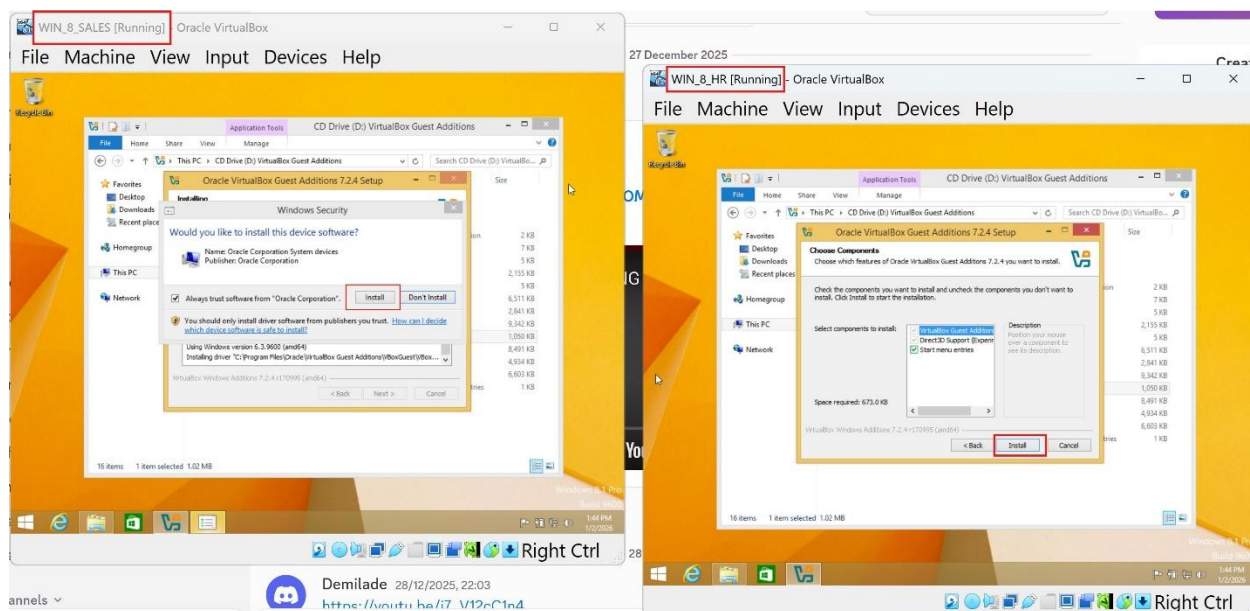 WIN_8_SALES [Running] - Oracle VirtualBox
File Machine View Input Devices Help
Recycle Bin
Application Tools
CD Drive (D:) VirtualBox Guest Additions
File Home Share View Manage
This PC CD Drive (D:) VirtualBox Guest Additions
Search CD Drive (D:) VirtualBo...
Favorites
Desktop
Downloads
Recent place
Homegroup
This PC
Network
Size
2 KB
7 KB
5 KB
2,155 KB
5 KB
6,511 KB
2,841 KB
9,342 KB
1,050 KB
8,491 KB
4,934 KB
6,603 KB
1 KB
Oracle VirtualBox Guest Additions 7.2.4 Setup
Installing
Windows Security
Would you like to install this device software?
Name: Oracle Corporation System devices
Publisher: Oracle Corporation
Always trust software from "Oracle Corporation".
Install
Don't Install
You should only install driver software from publishers you trust. How can I decide
which device software is safe to install?
Using Windows version 6.3.9600 (amd64)
Installing driver "C:\Program Files\Oracle\VirtualBox Guest Additions\VBoxGuest\VBox...
VirtualBox Windows Additions 7.2.4 r170995 (amd64)
< Back Next > Cancel
16 items 1 item selected 1.02 MB
Windows 8.1 Pro
Build 9600
1:44 PM
1/2/2026
Right Ctrl
27 December 2025
WIN_8_HR [Running] - Oracle VirtualBox
File Machine View Input Devices Help
Recycle Bin
Application Tools
CD Drive (D:) VirtualBox Guest Additions
File Home Share View Manage
This PC CD Drive (D:) VirtualBox Guest Additions
Search CD Drive (D:) VirtualBo...
Favorites
Desktop
Downloads
Recent places
Homegroup
This PC
Network
Size
2 KB
7 KB
5 KB
2,155 KB
5 KB
6,511 KB
2,841 KB
9,342 KB
1,050 KB
8,491 KB
4,934 KB
6,603 KB
1 KB
Oracle VirtualBox Guest Additions 7.2.4 Setup
Choose Components
Choose which features of Oracle VirtualBox Guest Additions 7.2.4 you want to install.
Check the components you want to install and uncheck the components you don't want to
install. Click Install to start the installation.
Select components to install:
VirtualBox Guest Addition
Direct3D Support (Experir
Start menu entries
Description
Position your mouse
over a component to
see its description.
Space required: 673.0 KB
VirtualBox Windows Additions 7.2.4 r170995 (amd64)
< Back Install Cancel
16 items 1 item selected 1.02 MB
Windows 8.1 P
1:44 PM
1/2/2026
Right Ctrl
Demilade 28/12/2025, 22:03
annels